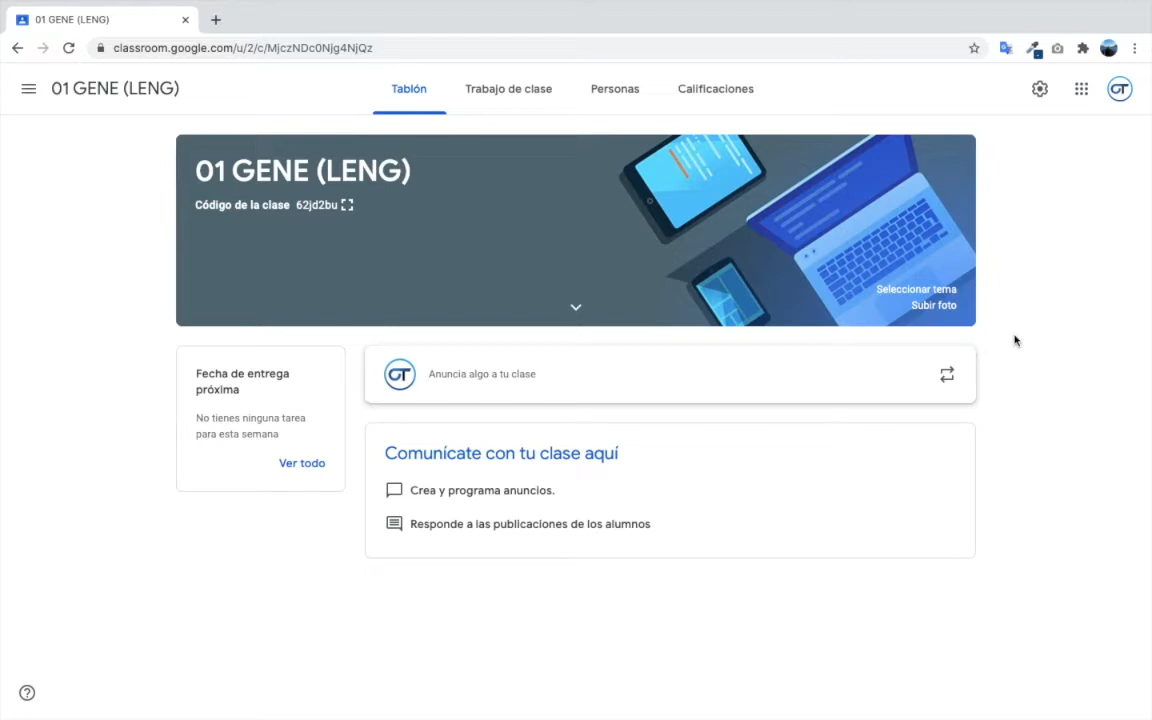 01 GENE (LENG)
classroom.google.com/u/2/c/MjczNDc0Njg4NjQz
01 GENE (LENG)
Tablón
Trabajo de clase
Personas
Calificaciones
GT
01 GENE (LENG)
Código de la clase 62jd2bu
Seleccionar tema
Subir foto
Fecha de entrega
próxima
No tienes ninguna tarea
para esta semana
Ver todo
GT
Anuncia algo a tu clase
Comunícate con tu clase aquí
Crea y programa anuncios.
Responde a las publicaciones de los alumnos